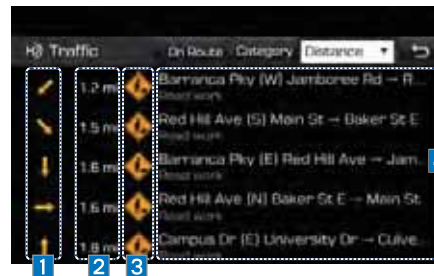 HD Traffic On Route Category Distance
1.2 mi Barranca Pky (W) Jamboree Rd → R...
Road work
1.5 mi Red Hill Ave (S) Main St → Baker St E
Road work
1.6 mi Barranca Pky (E) Red Hill Ave → Jam...
Road work
1.6 mi Red Hill Ave (N) Baker St E → Main St
Road work
1.8 mi Campus Dr (E) University Dr → Culve...
Road work
1 2 3